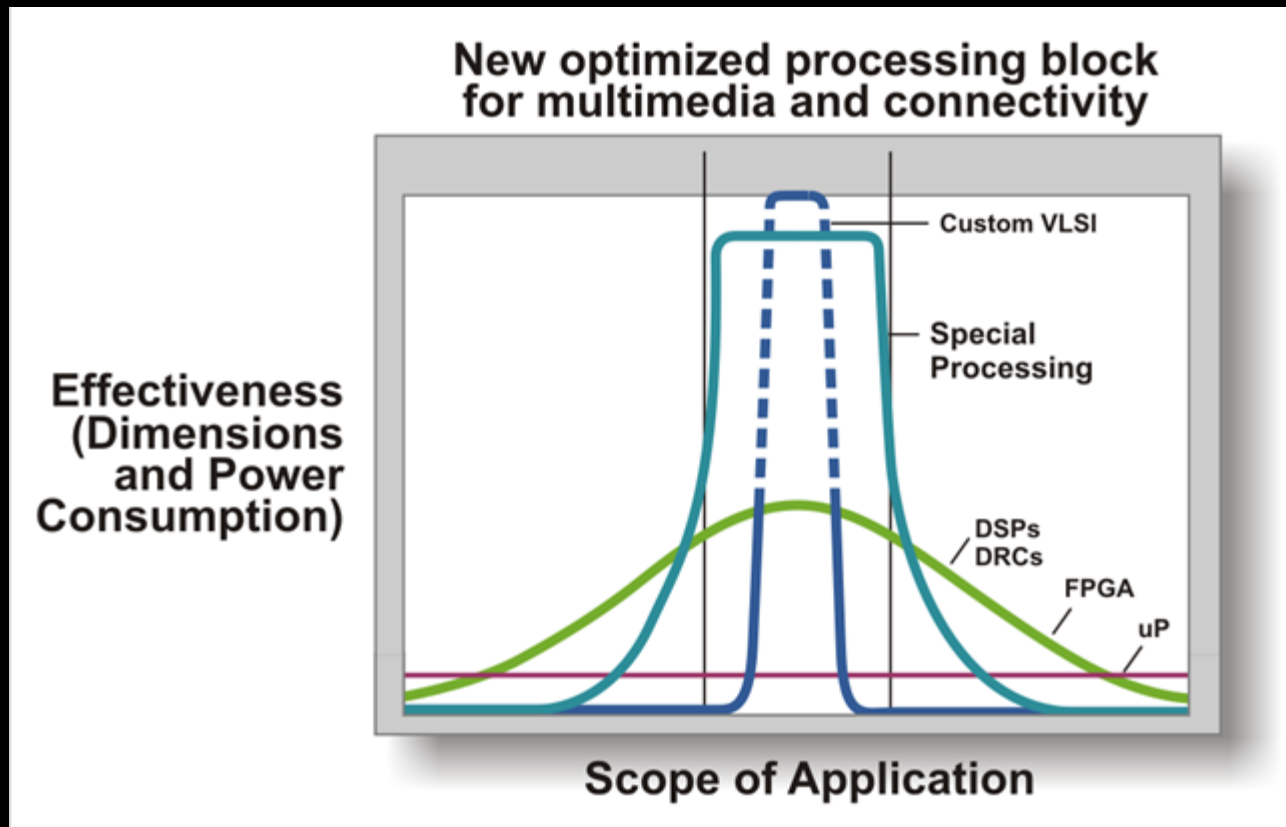 New optimized processing block
for multimedia and connectivity
Custom VLSI
Special
Processing
Effectiveness
(Dimensions
and Power
Consumption)
DSPs
DRCs
FPGA
uP
Scope of Application